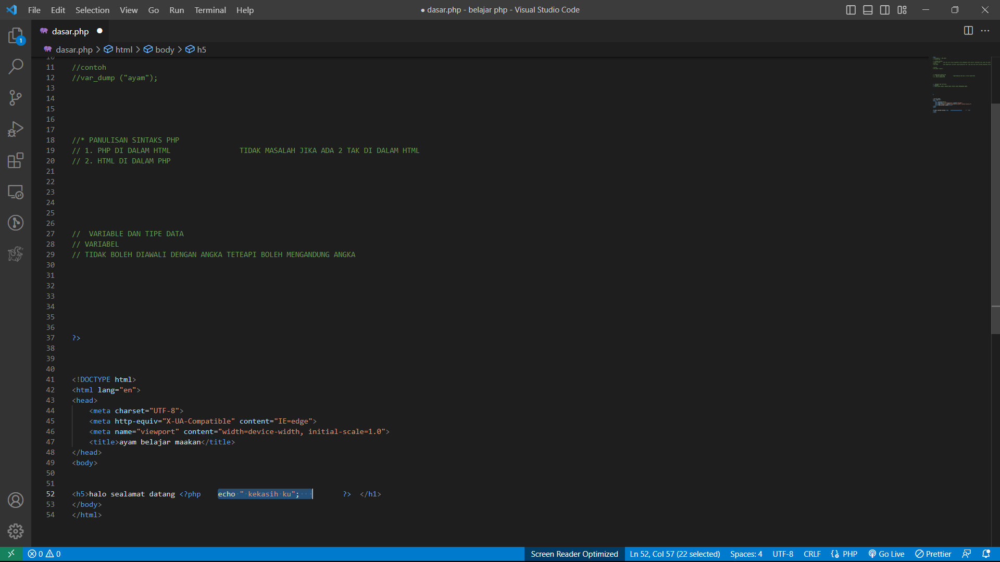 File Edit Selection View Go Run Terminal Help
● dasar.php - belajar php - Visual Studio Code
1
dasar.php ●
dasar.php > html > body > h5
10
11 //contoh
12 //var_dump ("ayam");
13
14
15
16
17
18 //* PANULISAN SINTAKS PHP
19 // 1. PHP DI DALAM HTML TIDAK MASALAH JIKA ADA 2 TAK DI DALAM HTML
20 // 2. HTML DI DALAM PHP
21
22
23
24
25
26
27 // VARIABLE DAN TIPE DATA
28 // VARIABEL
29 // TIDAK BOLEH DIAWALI DENGAN ANGKA TETEAPI BOLEH MENGANDUNG ANGKA
30
31
32
33
34
35
36
37 ?>
38
39
40
41 <!DOCTYPE html>
42 <html lang="en">
43 <head>
44 <meta charset="UTF-8">
45 <meta http-equiv="X-UA-Compatible" content="IE=edge">
46 <meta name="viewport" content="width=device-width, initial-scale=1.0">
47 <title>ayam belajar maakan</title>
48 </head>
49 <body>
50
51
52 <h5>halo sealamat datang <?php echo " kekasih ku"; ?> </h1>
53 </body>
54 </html>
0 0 Screen Reader Optimized Ln 52, Col 57 (22 selected) Spaces: 4 UTF-8 CRLF PHP Go Live Prettier